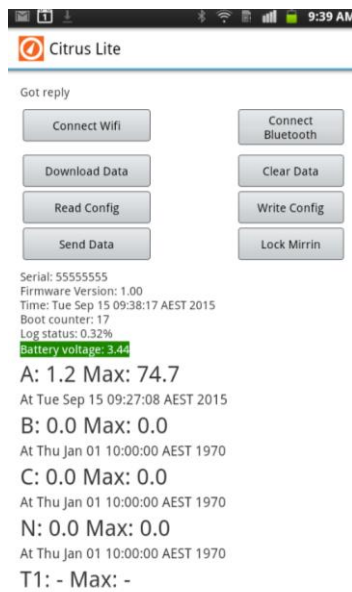 1 9:39 AM
Citrus Lite
Got reply
Connect Wifi
Connect
Bluetooth
Download Data
Clear Data
Read Config
Write Config
Send Data
Lock Mirrin
Serial: 55555555
Firmware Version: 1.00
Time: Tue Sep 15 09:38:17 AEST 2015
Boot counter: 17
Log status: 0.32%
Battery voltage: 3.44
A: 1.2 Max: 74.7
At Tue Sep 15 09:27:08 AEST 2015
B: 0.0 Max: 0.0
At Thu Jan 01 10:00:00 AEST 1970
C: 0.0 Max: 0.0
At Thu Jan 01 10:00:00 AEST 1970
N: 0.0 Max: 0.0
At Thu Jan 01 10:00:00 AEST 1970
T1: - Max: -